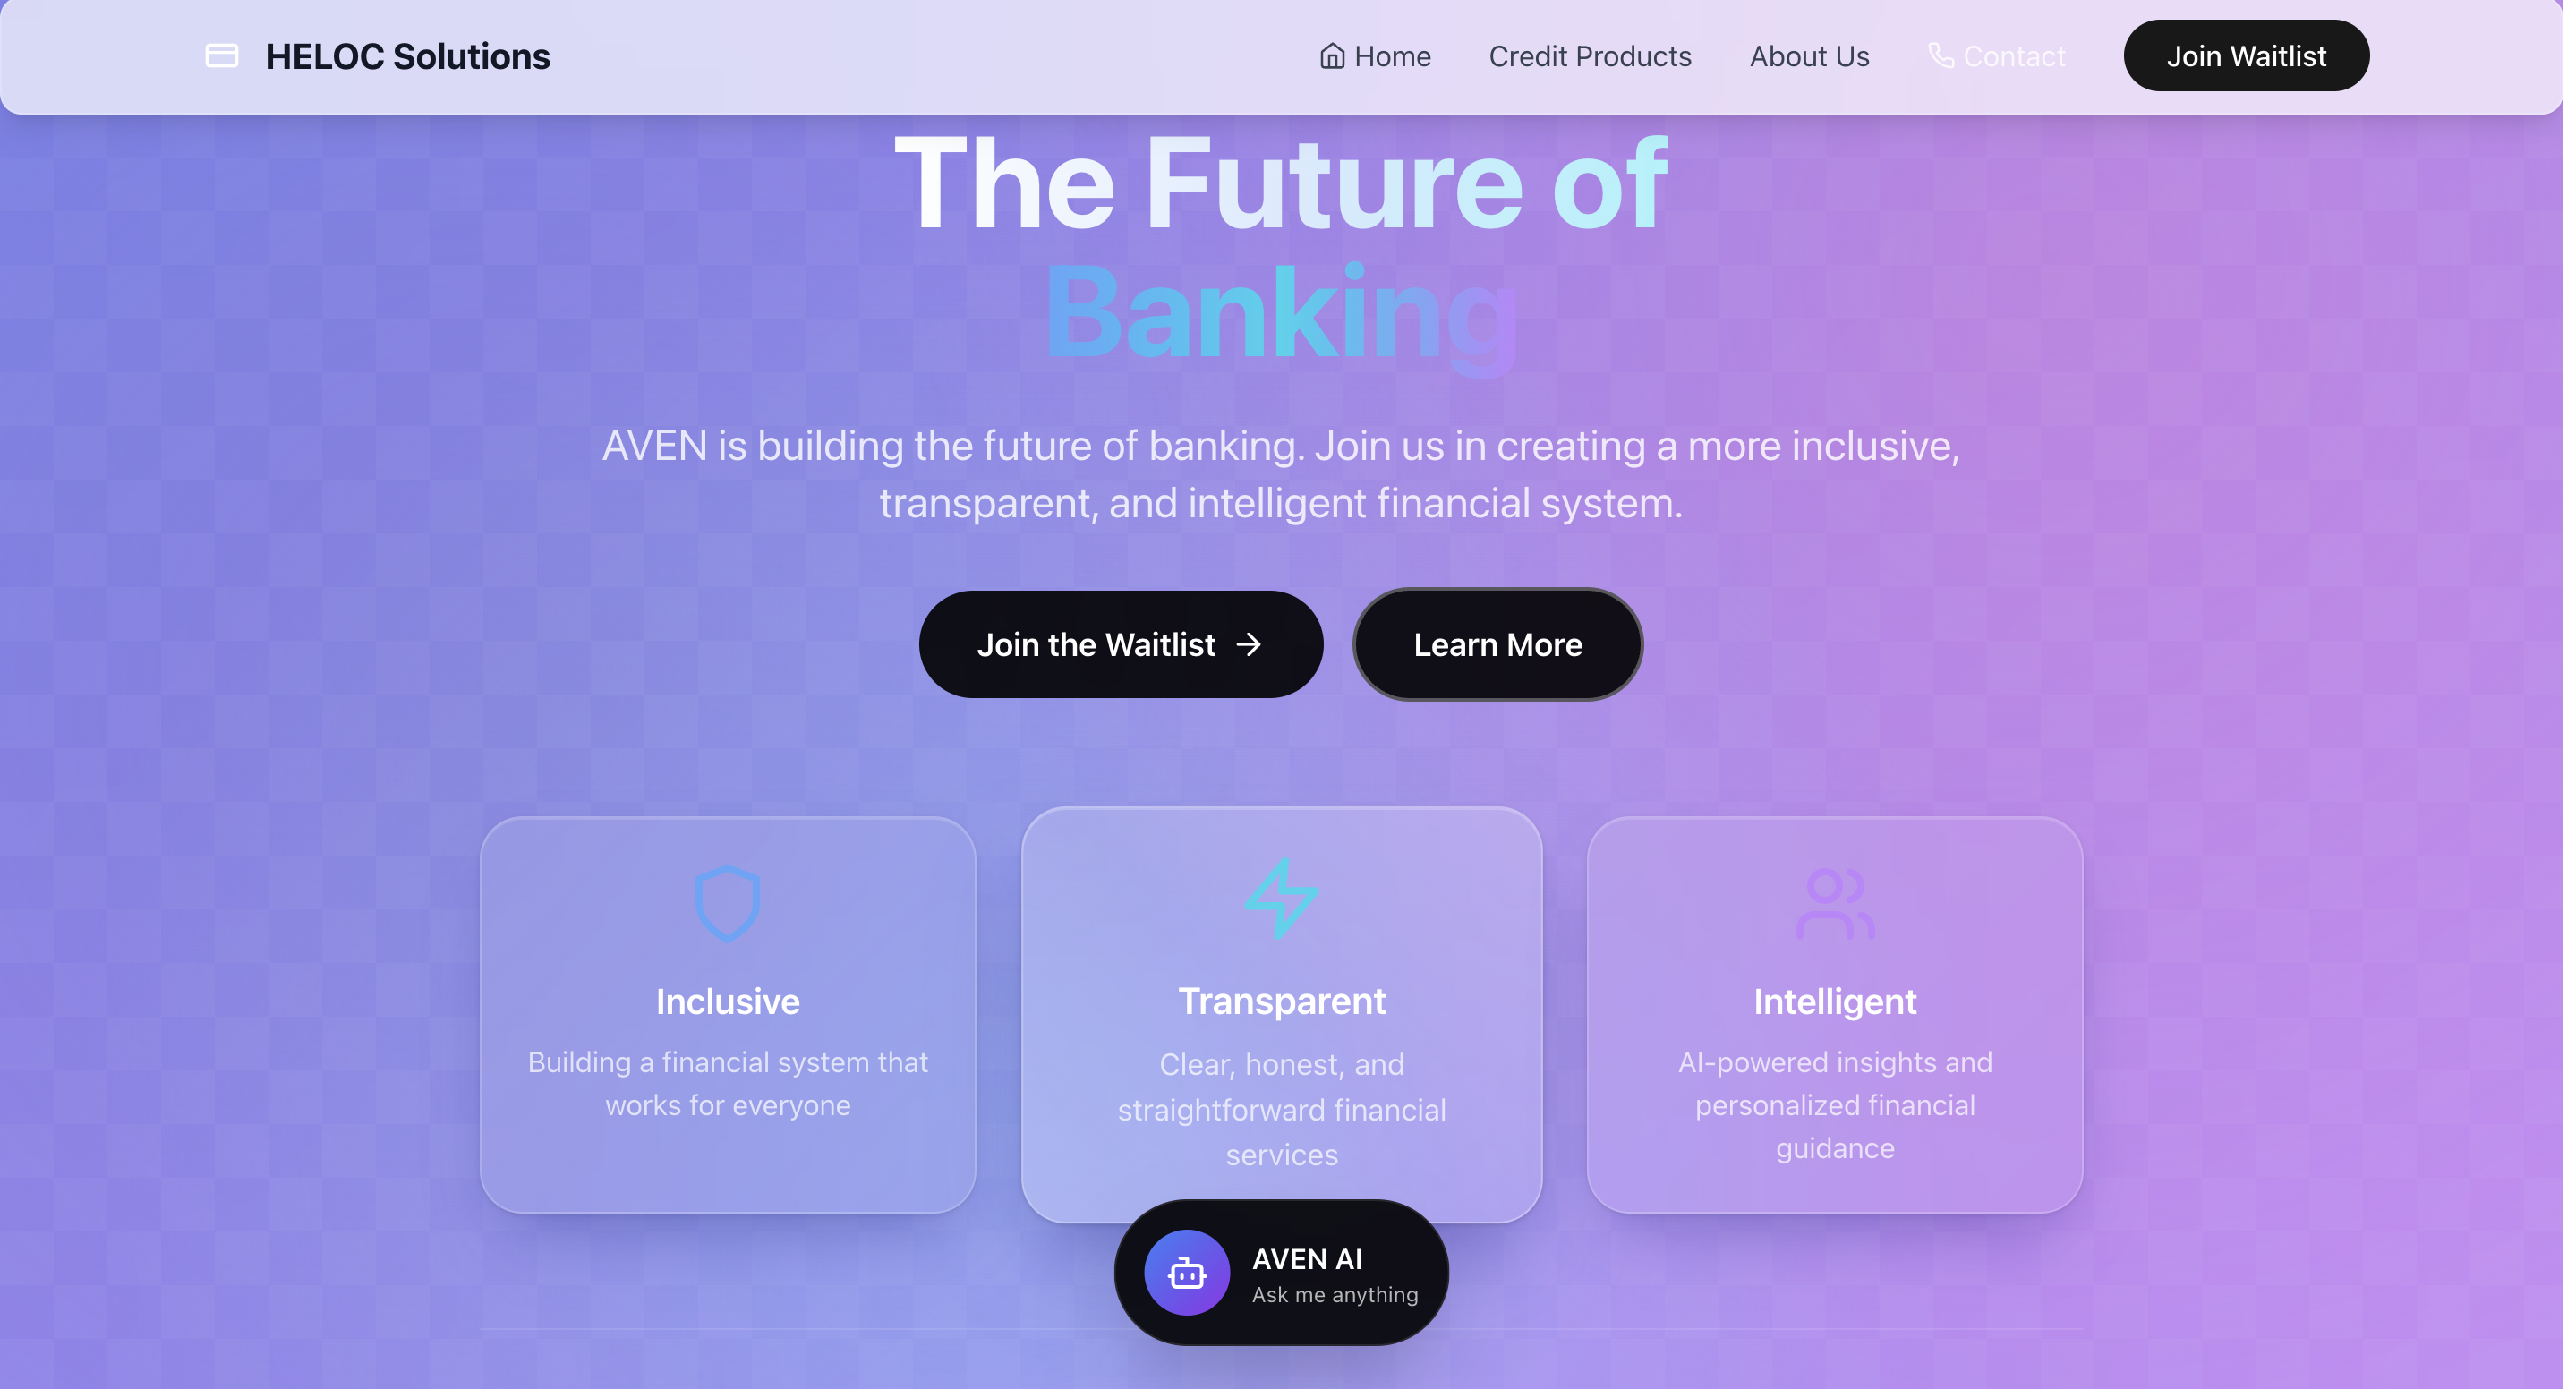 HELOC Solutions
Home
Credit Products
About Us
Contact
Join Waitlist
The Future of
Banking
AVEN is building the future of banking. Join us in creating a more inclusive,
transparent, and intelligent financial system.
Join the Waitlist
Learn More
Inclusive
Building a financial system that
works for everyone
Transparent
Clear, honest, and
straightforward financial
services
Intelligent
AI-powered insights and
personalized financial
guidance
AVEN AI
Ask me anything